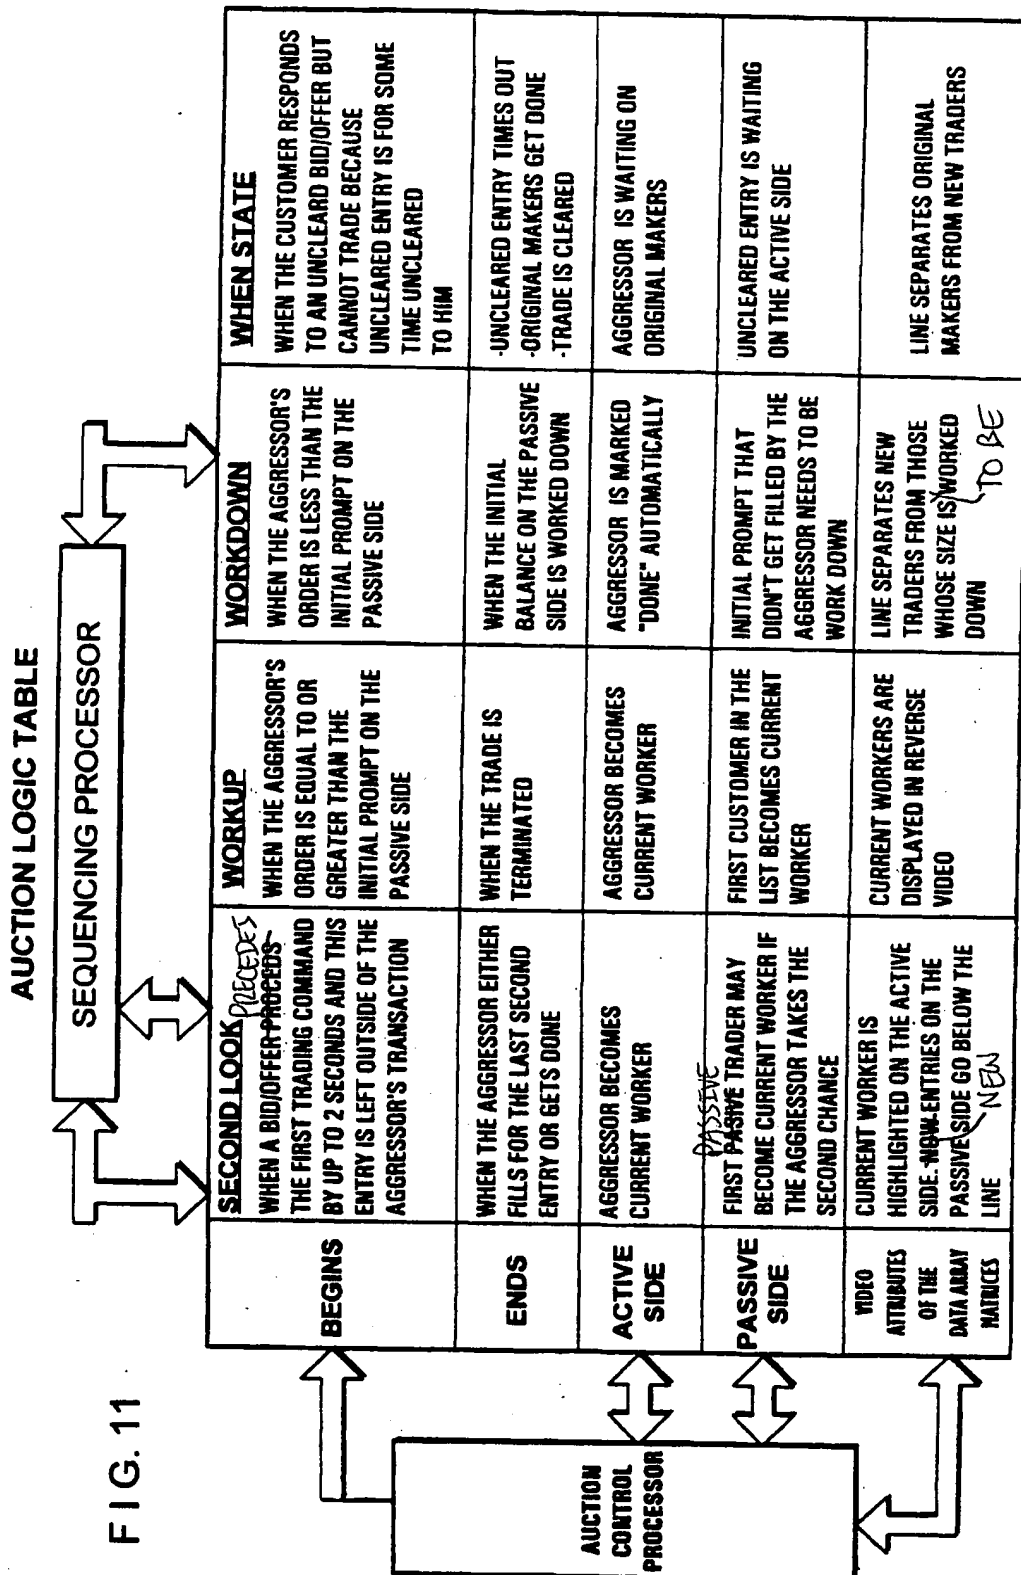 FIG. 11
AUCTION LOGIC TABLE
SEQUENCING PROCESSOR
AUCTION
CONTROL
PROCESSOR
SECOND LOOK
WORKUP
WORKDOWN
WHEN STATE
BEGINS
PRECEDES
WHEN A BID/OFFER PROCEDS
THE FIRST TRADING COMMAND
BY UP TO 2 SECONDS AND THIS
ENTRY IS LEFT OUTSIDE OF THE
AGGRESSOR'S TRANSACTION
WHEN THE AGGRESSOR'S
ORDER IS EQUAL TO OR
GREATER THAN THE
INITIAL PROMPT ON THE
PASSIVE SIDE
WHEN THE AGGRESSOR'S
ORDER IS LESS THAN THE
INITIAL PROMPT ON THE
PASSIVE SIDE
WHEN THE CUSTOMER RESPONDS
TO AN UNCLEARD BID/OFFER BUT
CANNOT TRADE BECAUSE
UNCLEARED ENTRY IS FOR SOME
TIME UNCLEARED
TO HIM
ENDS
WHEN THE AGGRESSOR EITHER
FILLS FOR THE LAST SECOND
ENTRY OR GETS DONE
WHEN THE TRADE IS
TERMINATED
WHEN THE INITIAL
BALANCE ON THE PASSIVE
SIDE IS WORKED DOWN
-UNCLEARED ENTRY TIMES OUT
-ORIGINAL MAKERS GET DONE
-TRADE IS CLEARED
ACTIVE
SIDE
AGGRESSOR BECOMES
CURRENT WORKER
AGGRESSOR BECOMES
CURRENT WORKER
AGGRESSOR IS MARKED
"DONE" AUTOMATICALLY
AGGRESSOR IS WAITING ON
ORIGINAL MAKERS
PASSIVE
SIDE
PASSIVE
FIRST PASIVE TRADER MAY
BECOME CURRENT WORKER IF
THE AGGRESSOR TAKES THE
SECOND CHANCE
FIRST CUSTOMER IN THE
LIST BECOMES CURRENT
WORKER
INITIAL PROMPT THAT
DIDN'T GET FILLED BY THE
AGGRESSOR NEEDS TO BE
WORK DOWN
UNCLEARED ENTRY IS WAITING
ON THE ACTIVE SIDE
VIDEO
ATTRIBUTES
OF THE
DATA ARRAY
MATRICES
CURRENT WORKER IS
HIGHLIGHTED ON THE ACTIVE
SIDE. NOW ENTRIES ON THE
PASSIVE SIDE GO BELOW THE
LINE
NEW
CURRENT WORKERS ARE
DISPLAYED IN REVERSE
VIDEO
LINE SEPARATES NEW
TRADERS FROM THOSE
WHOSE SIZE IS WORKED
DOWN
TO BE
LINE SEPARATES ORIGINAL
MAKERS FROM NEW TRADERS